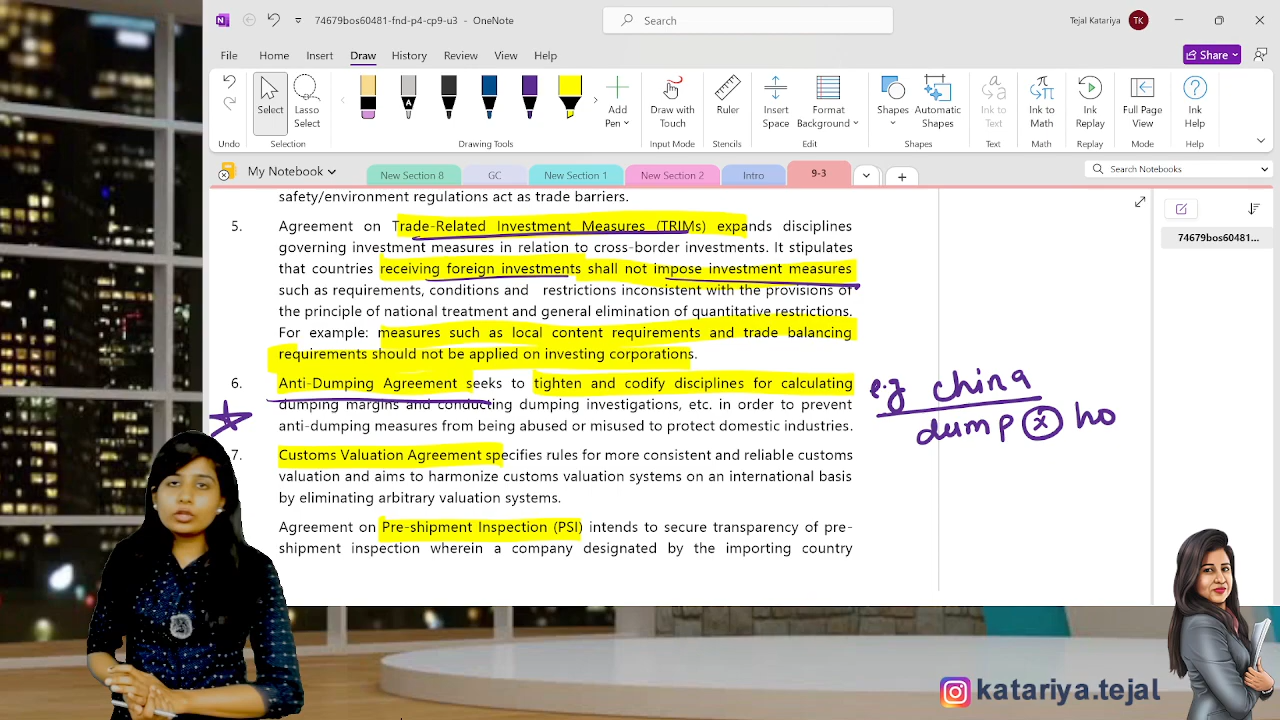 74679bos60481-fnd-p4-cp9-u3 - OneNote
Search
Tejal Katariya
TK
File Home Insert Draw History Review View Help
Share
Select
Lasso Select
Add Pen
Draw with Touch
Ruler
Insert Space
Format Background
Shapes
Automatic Shapes
Ink to Text
Ink to Math
Ink Replay
Full Page View
Ink Help
Undo Selection Drawing Tools Input Mode Stencils Edit Shapes Text Math Replay Mode Help
My Notebook
New Section 8
GC
New Section 1
New Section 2
Intro
9-3
Search Notebooks
74679bos60481...
safety/environment regulations act as trade barriers.
5. Agreement on Trade-Related Investment Measures (TRIMs) expands disciplines
governing investment measures in relation to cross-border investments. It stipulates
that countries receiving foreign investments shall not impose investment measures
such as requirements, conditions and restrictions inconsistent with the provisions of
the principle of national treatment and general elimination of quantitative restrictions.
For example: measures such as local content requirements and trade balancing
requirements should not be applied on investing corporations.
6. Anti-Dumping Agreement seeks to tighten and codify disciplines for calculating
dumping margins and conducting dumping investigations, etc. in order to prevent
anti-dumping measures from being abused or misused to protect domestic industries.
e.g china
dump x ho
7. Customs Valuation Agreement specifies rules for more consistent and reliable customs
valuation and aims to harmonize customs valuation systems on an international basis
by eliminating arbitrary valuation systems.
Agreement on Pre-shipment Inspection (PSI) intends to secure transparency of pre-
shipment inspection wherein a company designated by the importing country
katariya.tejal